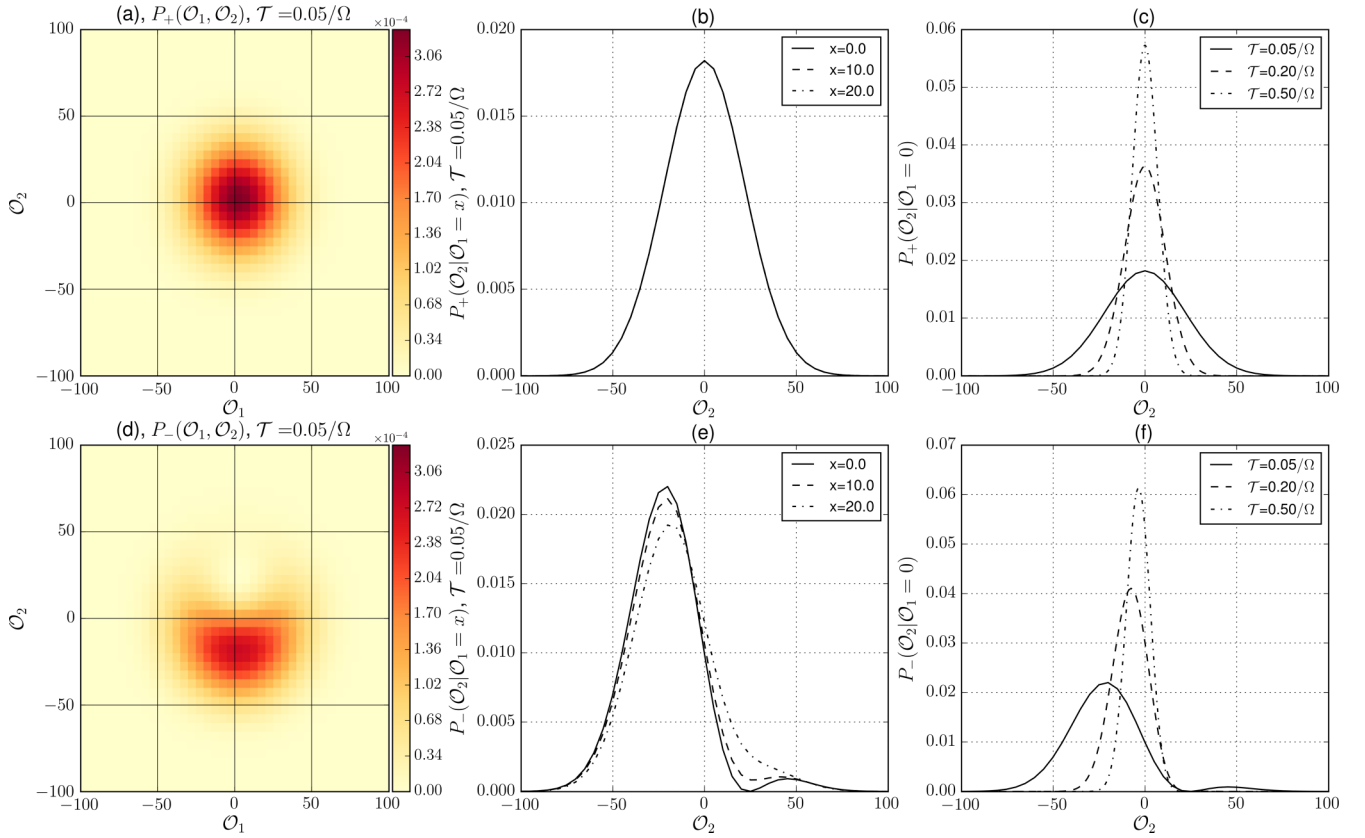 (a), P₊(𝒪₁, 𝒪₂), 𝒯 =0.05/Ω
×10⁻⁴
100
50
0
−50
−100
𝒪₂
−100 −50 0 50 100
𝒪₁
3.06
2.72
2.38
2.04
1.70
1.36
1.02
0.68
0.34
0.00
(b)
P₊(𝒪₂|𝒪₁ = x), 𝒯 =0.05/Ω
0.020
0.015
0.010
0.005
0.000
x=0.0
x=10.0
x=20.0
−100 −50 0 50 100
𝒪₂
(c)
P₊(𝒪₂|𝒪₁ = 0)
0.06
0.05
0.04
0.03
0.02
0.01
0.00
𝒯=0.05/Ω
𝒯=0.20/Ω
𝒯=0.50/Ω
−100 −50 0 50 100
𝒪₂
(d), P₋(𝒪₁, 𝒪₂), 𝒯 =0.05/Ω
×10⁻⁴
100
50
0
−50
−100
𝒪₂
−100 −50 0 50 100
𝒪₁
3.06
2.72
2.38
2.04
1.70
1.36
1.02
0.68
0.34
0.00
(e)
P₋(𝒪₂|𝒪₁ = x), 𝒯 =0.05/Ω
0.025
0.020
0.015
0.010
0.005
0.000
x=0.0
x=10.0
x=20.0
−100 −50 0 50 100
𝒪₂
(f)
P₋(𝒪₂|𝒪₁ = 0)
0.07
0.06
0.05
0.04
0.03
0.02
0.01
0.00
𝒯=0.05/Ω
𝒯=0.20/Ω
𝒯=0.50/Ω
−100 −50 0 50 100
𝒪₂